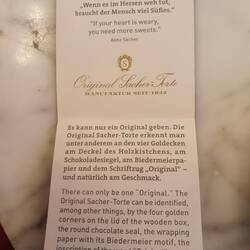 „Wenn es im Herzen weh tut,
braucht der Mensch viel Süßes."
"If your heart is weary,
you need more sweets."
Anna Sacher
S
Original Sacher-Torte
MANUFAKTUR SEIT 1832
Es kann nur ein Original geben. Die
Original Sacher-Torte erkennt man
unter anderem an den vier Goldecken
am Deckel des Holzkistchens, am
Schokoladesiegel, am Biedermeierpa-
pier und dem Schriftzug „Original" –
und natürlich am Geschmack.
There can only be one "Original." The
Original Sacher-Torte can be identified,
among other things, by the four golden
corners on the lid of the wooden box,
the round chocolate seal, the wrapping
paper with its Biedermeier motif, the
inscription of